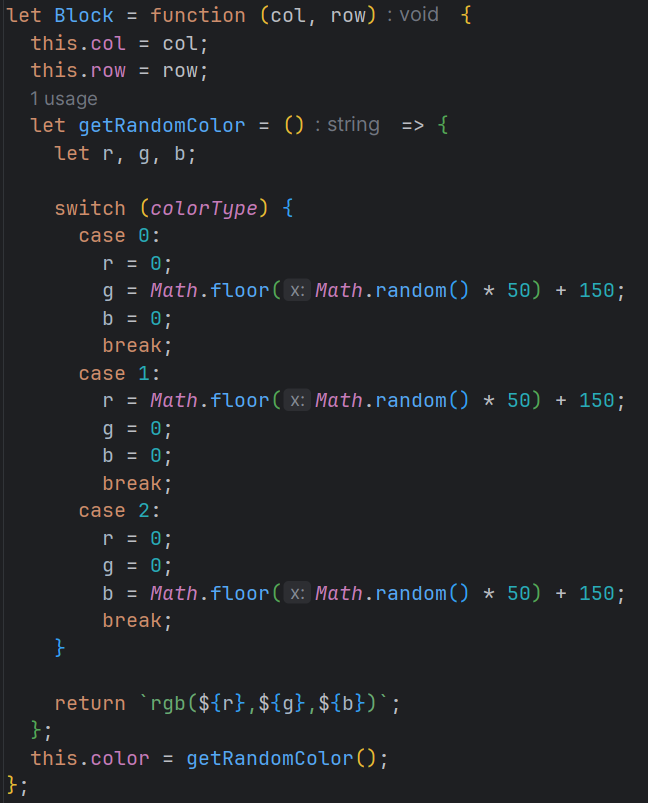 let Block = function (col, row) : void {
  this.col = col;
  this.row = row;
  1 usage
  let getRandomColor = () : string => {
    let r, g, b;

    switch (colorType) {
      case 0:
        r = 0;
        g = Math.floor( x: Math.random() * 50) + 150;
        b = 0;
        break;
      case 1:
        r = Math.floor( x: Math.random() * 50) + 150;
        g = 0;
        b = 0;
        break;
      case 2:
        r = 0;
        g = 0;
        b = Math.floor( x: Math.random() * 50) + 150;
        break;
    }

    return `rgb(${r},${g},${b})`;
  };
  this.color = getRandomColor();
};